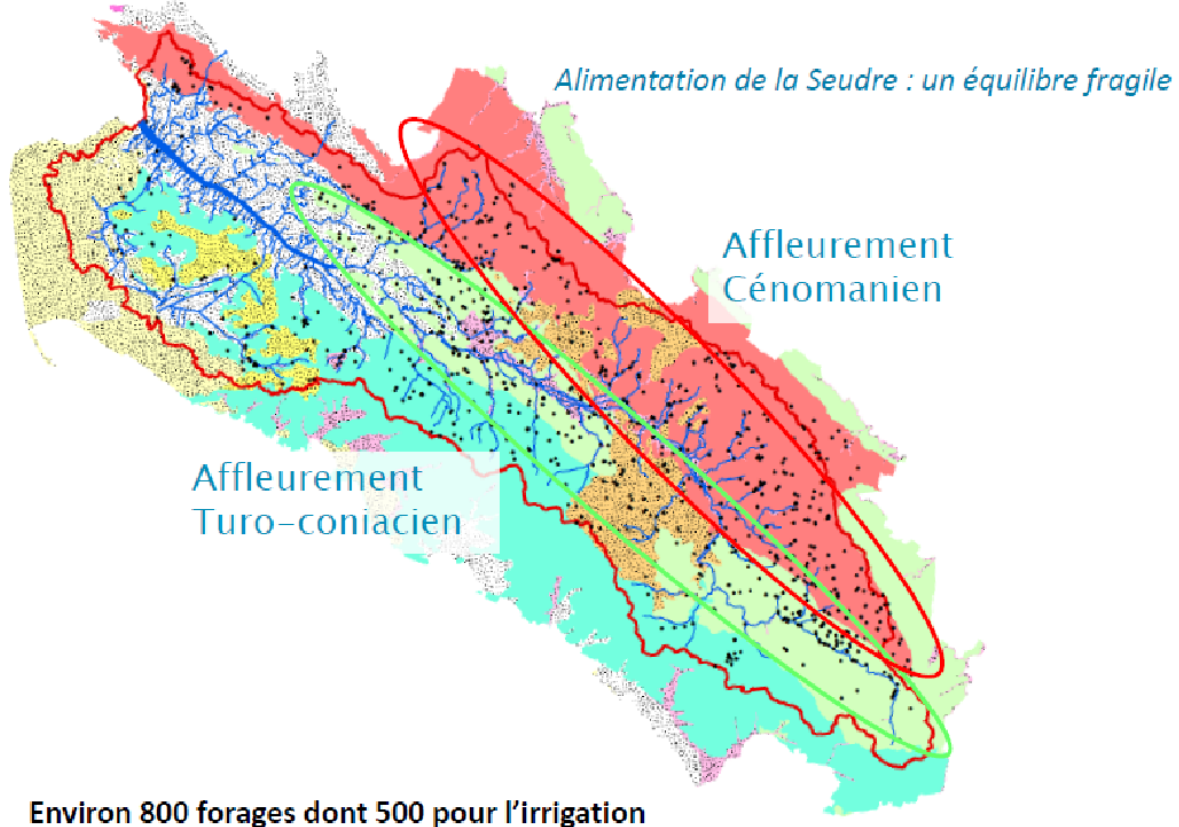 Alimentation de la Seudre : un équilibre fragile
Affleurement
Cénomanien
Affleurement
Turo-coniacien
Environ 800 forages dont 500 pour l’irrigation